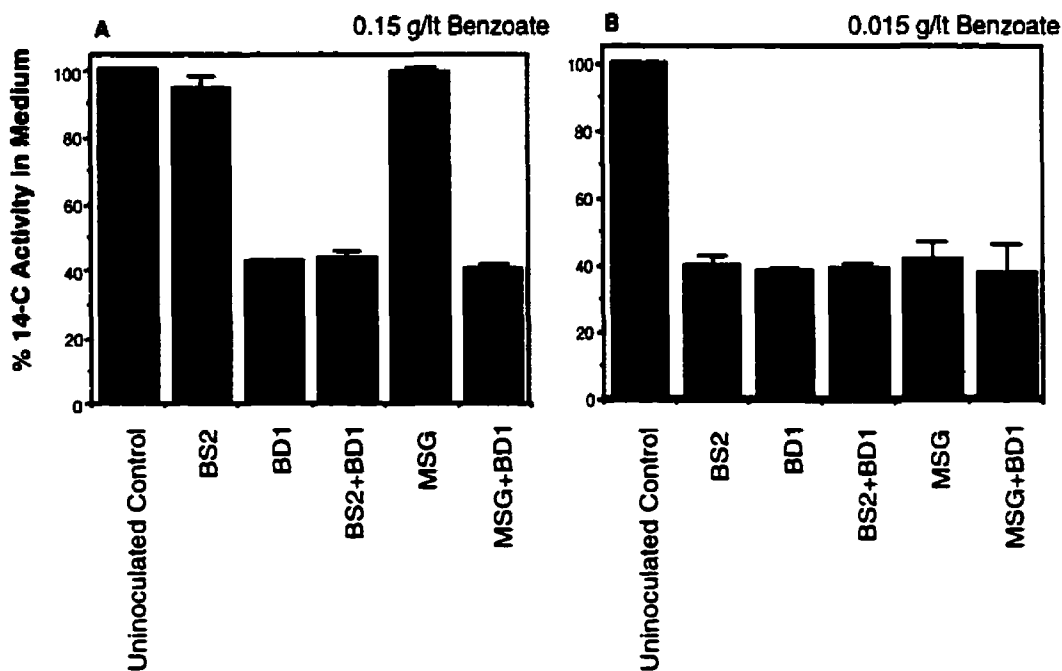 A
0.15 g/lt Benzoate
% 14-C Activity in Medium
100
80
60
40
20
0
Uninoculated Control
BS2
BD1
BS2+BD1
MSG
MSG+BD1
B
0.015 g/lt Benzoate
100
80
60
40
20
0
Uninoculated Control
BS2
BD1
BS2+BD1
MSG
MSG+BD1